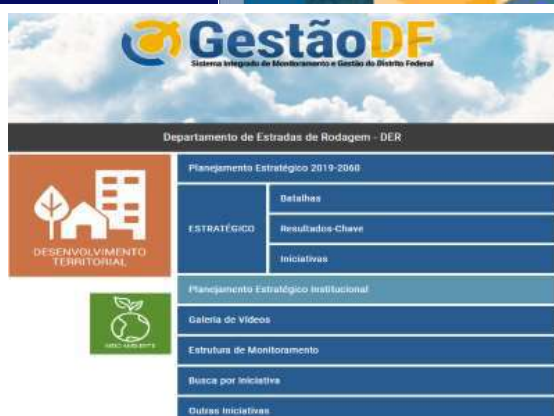 GestãoDF
Sistema Integrado de Monitoramento e Gestão do Distrito Federal
Departamento de Estradas de Rodagem - DER
DESENVOLVIMENTO
TERRITORIAL
MEIO AMBIENTE
Planejamento Estratégico 2019-2060
ESTRATÉGICO
Batalhas
Resultados-Chave
Iniciativas
Planejamento Estratégico Institucional
Galeria de Vídeos
Estrutura de Monitoramento
Busca por Iniciativa
Outras Iniciativas